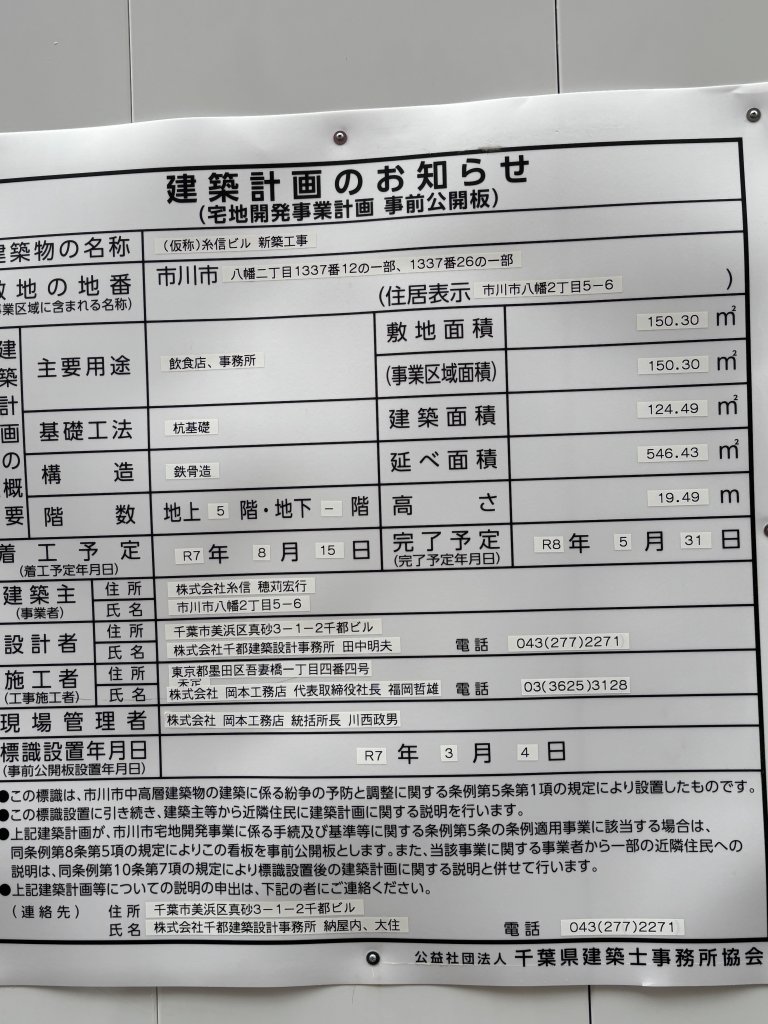 建築計画のお知らせ
(宅地開発事業計画 事前公開板)
建築物の名称 (仮称)糸信ビル 新築工事
敷地の地番 市川市 八幡二丁目1337番12の一部、1337番26の一部
(事業区域に含まれる名称) (住居表示 市川市八幡2丁目5-6 )
建築計画の概要
主要用途 飲食店、事務所
敷地面積 150.30 ㎡
(事業区域面積) 150.30 ㎡
基礎工法 杭基礎
建築面積 124.49 ㎡
構造 鉄骨造
延べ面積 546.43 ㎡
階数 地上 5 階・地下 - 階
高さ 19.49 m
着工予定 R7 年 8 月 15 日
(着工予定年月日)
完了予定 R8 年 5 月 31 日
(完了予定年月日)
建築主 住所 株式会社糸信 穂苅宏行
(事業者) 氏名 市川市八幡2丁目5-6
設計者 住所 千葉市美浜区真砂3-1-2千都ビル
氏名 株式会社千都建築設計事務所 田中明夫 電話 043(277)2271
施工者 住所 東京都墨田区吾妻橋一丁目四番四号
(工事施工者) 氏名 株式会社 岡本工務店 代表取締役社長 福岡哲雄 電話 03(3625)3128
現場管理者 株式会社 岡本工務店 統括所長 川西政男
標識設置年月日 R7 年 3 月 4 日
(事前公開板設置年月日)
●この標識は、市川市中高層建築物の建築に係る紛争の予防と調整に関する条例第5条第1項の規定により設置したものです。
●この標識設置に引き続き、建築主等から近隣住民に建築計画に関する説明を行います。
●上記建築計画が、市川市宅地開発事業に係る手続及び基準等に関する条例第5条の条例適用事業に該当する場合は、
同条例第8条第5項の規定によりこの看板を事前公開板とします。また、当該事業に関する事業者から一部の近隣住民への
説明は、同条例第10条第7項の規定により標識設置後の建築計画に関する説明と併せて行います。
●上記建築計画等についての説明の申出は、下記の者にご連絡ください。
(連絡先) 住所 千葉市美浜区真砂3-1-2千都ビル
氏名 株式会社千都建築設計事務所 納屋内、大住 電話 043(277)2271
公益社団法人 千葉県建築士事務所協会